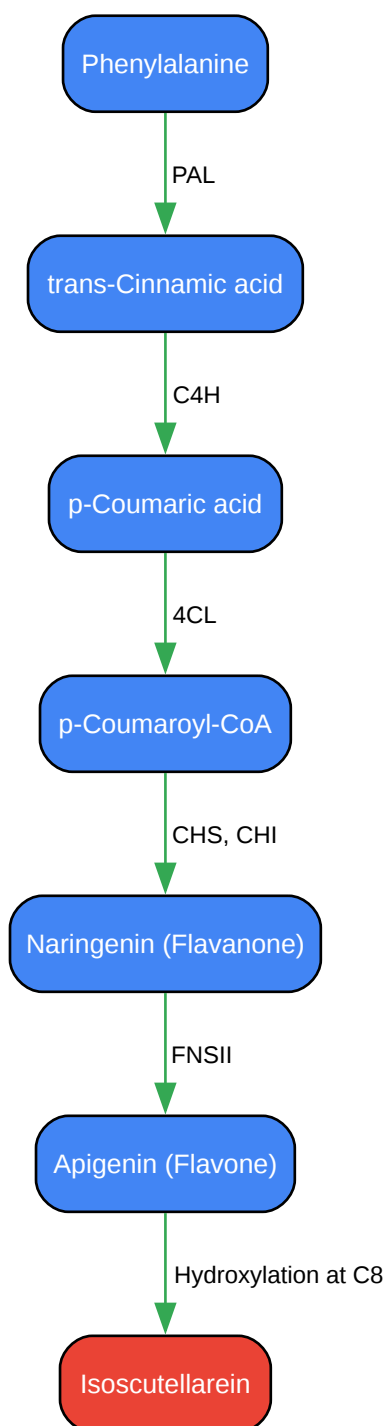 Phenylalanine
PAL
trans-Cinnamic acid
C4H
p-Coumaric acid
4CL
p-Coumaroyl-CoA
CHS, CHI
Naringenin (Flavanone)
FNSII
Apigenin (Flavone)
Hydroxylation at C8
Isoscutellarein